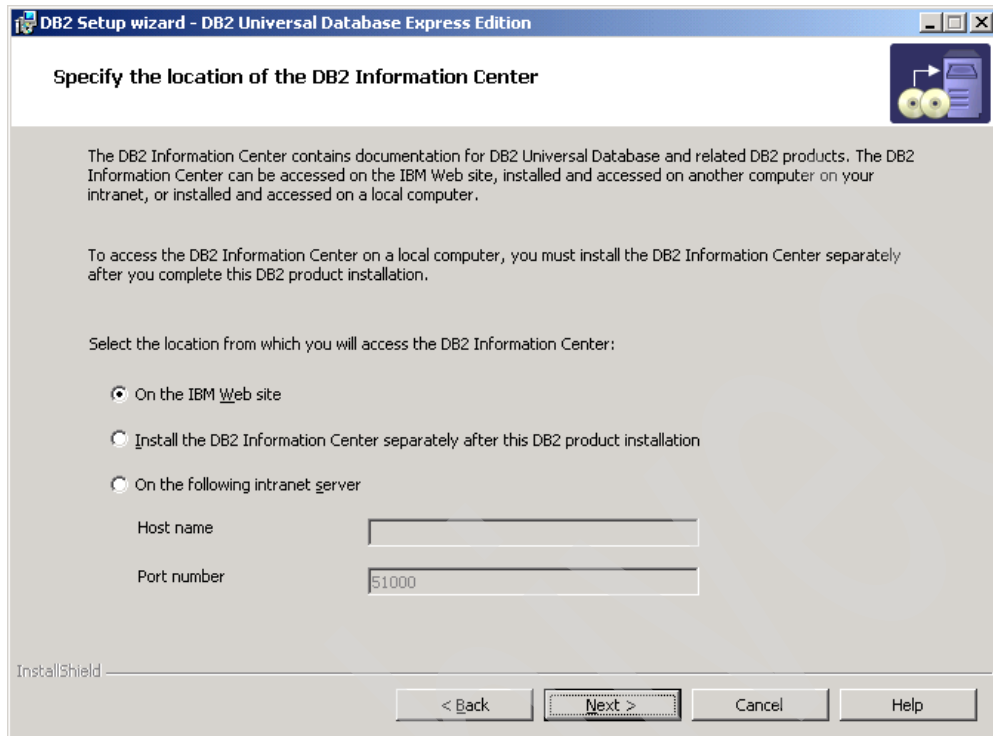 DB2 Setup wizard - DB2 Universal Database Express Edition
Specify the location of the DB2 Information Center
The DB2 Information Center contains documentation for DB2 Universal Database and related DB2 products. The DB2
Information Center can be accessed on the IBM Web site, installed and accessed on another computer on your
intranet, or installed and accessed on a local computer.
To access the DB2 Information Center on a local computer, you must install the DB2 Information Center separately
after you complete this DB2 product installation.
Select the location from which you will access the DB2 Information Center:
On the IBM Web site
Install the DB2 Information Center separately after this DB2 product installation
On the following intranet server
Host name
Port number
51000
InstallShield
< Back
Next >
Cancel
Help